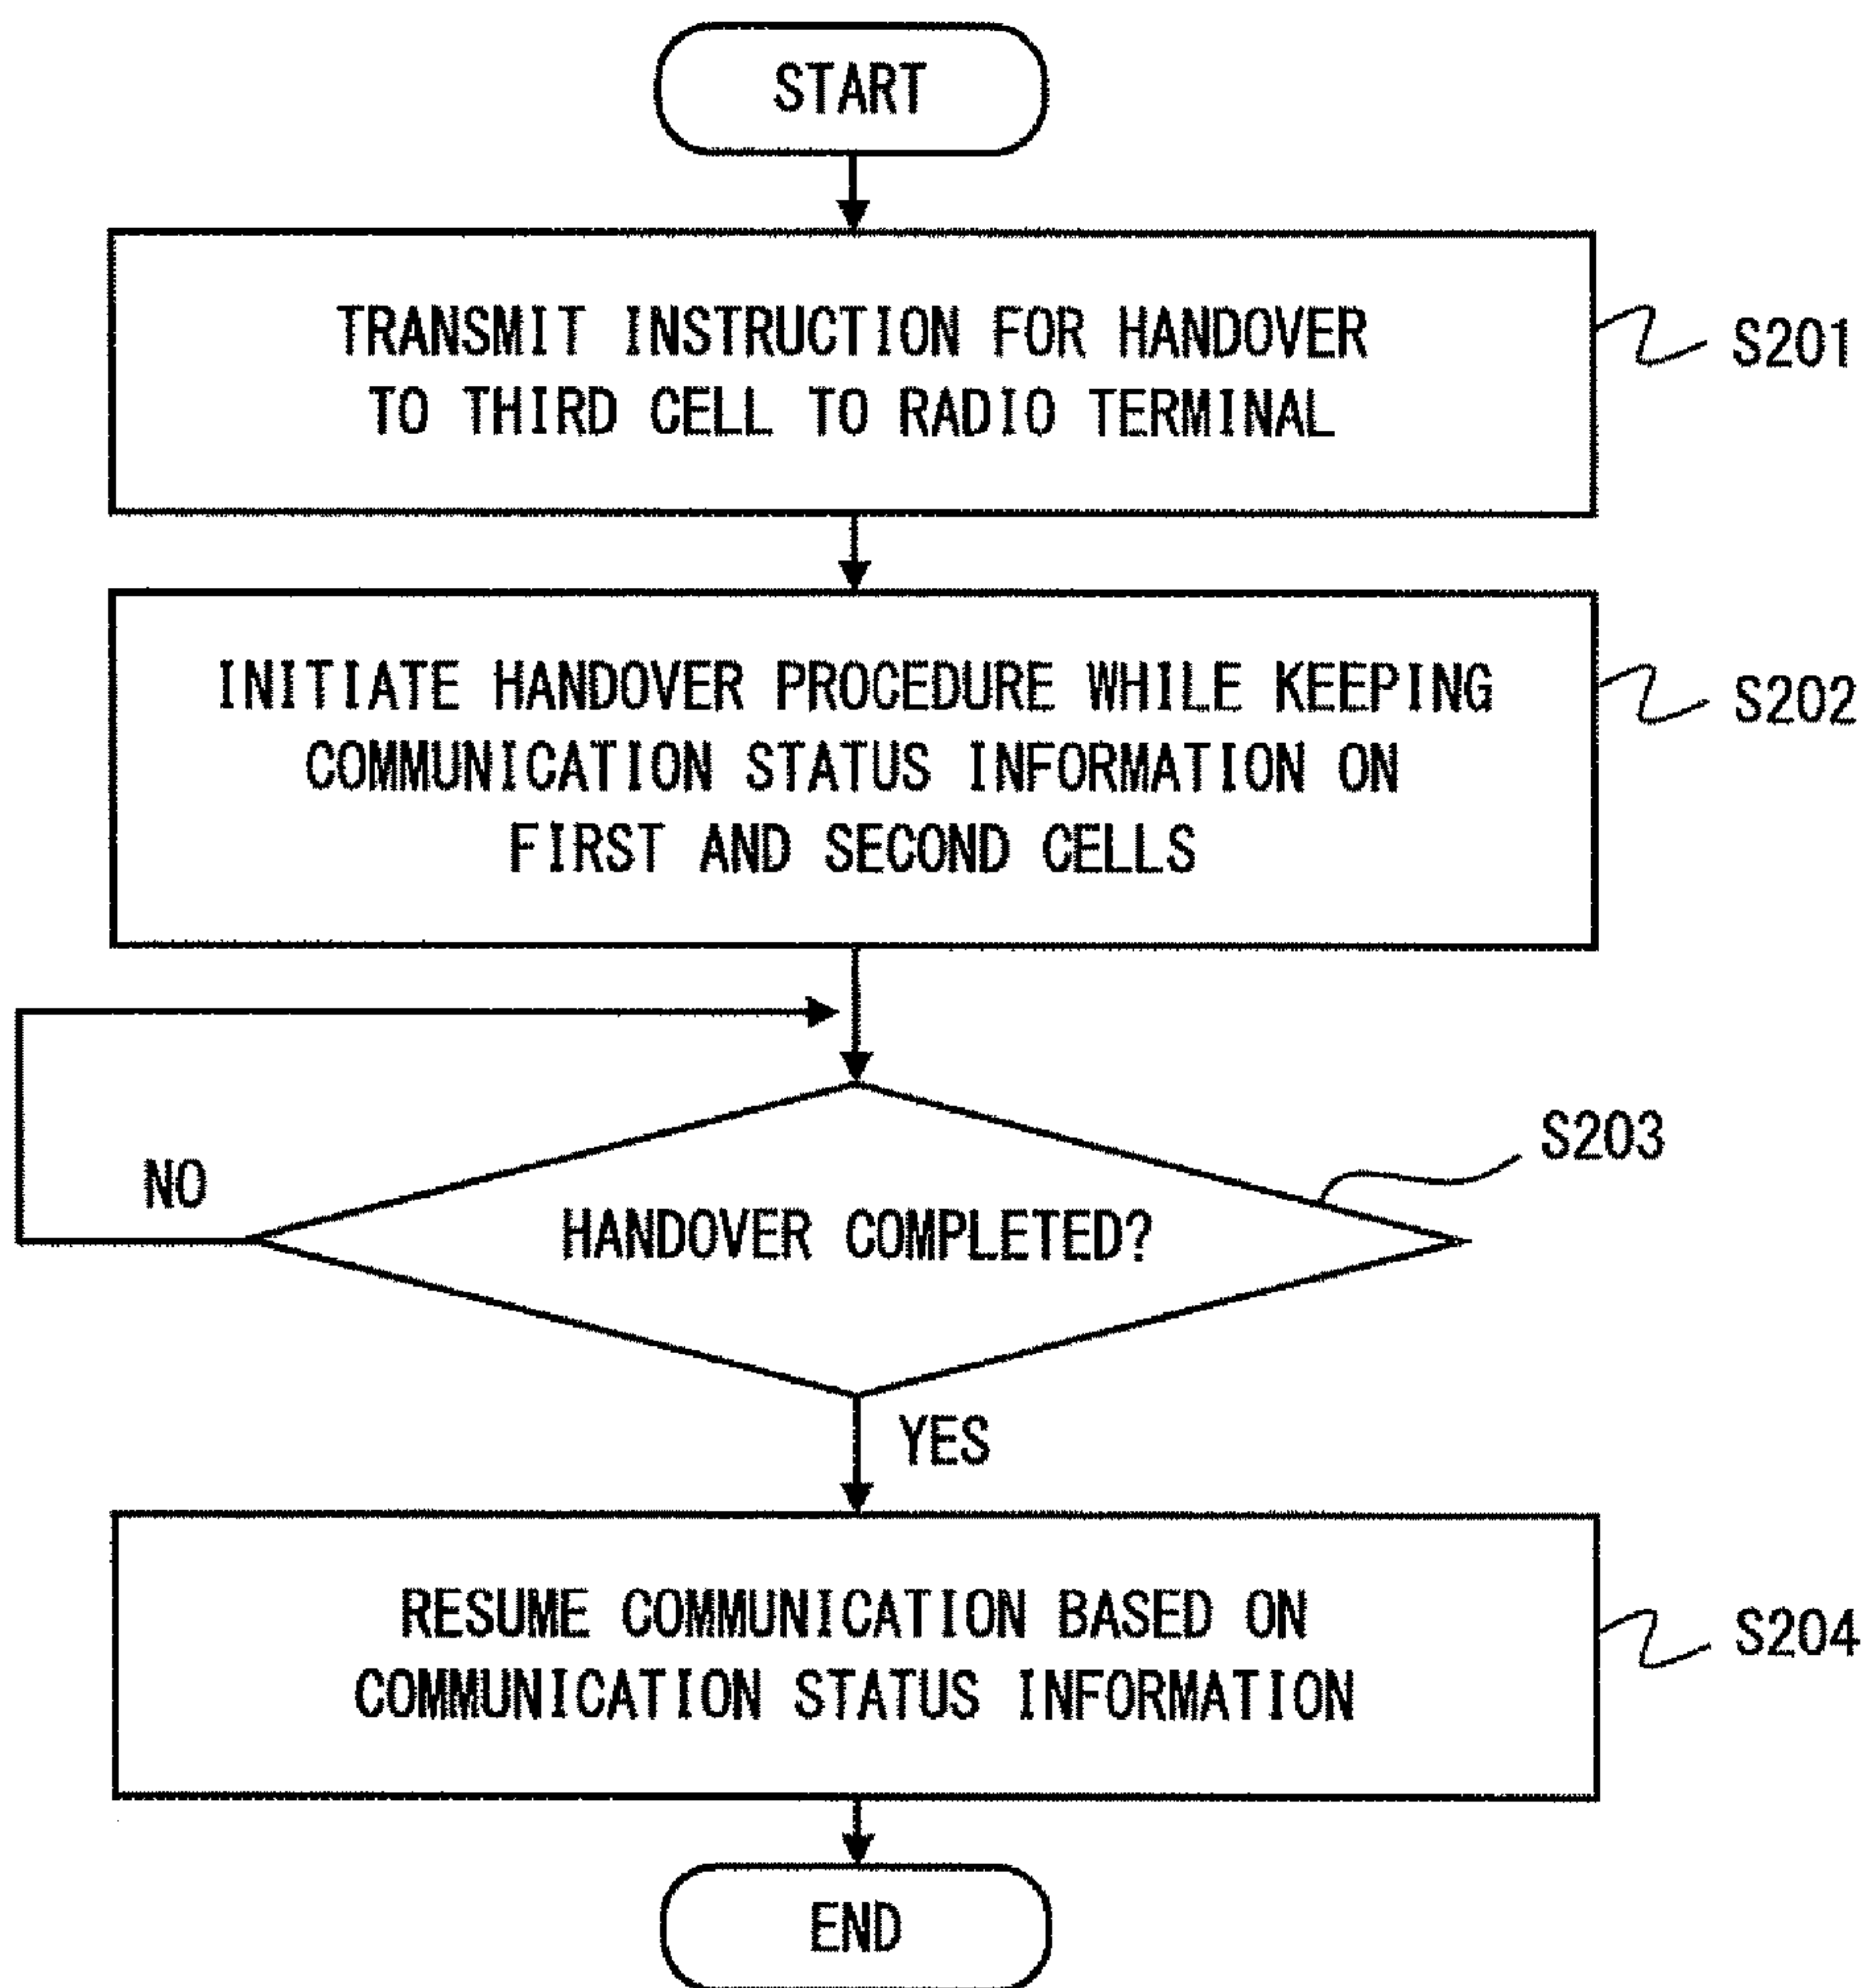 START
TRANSMIT INSTRUCTION FOR HANDOVER
TO THIRD CELL TO RADIO TERMINAL
S201
INITIATE HANDOVER PROCEDURE WHILE KEEPING
COMMUNICATION STATUS INFORMATION ON
FIRST AND SECOND CELLS
S202
NO
HANDOVER COMPLETED?
S203
YES
RESUME COMMUNICATION BASED ON
COMMUNICATION STATUS INFORMATION
S204
END